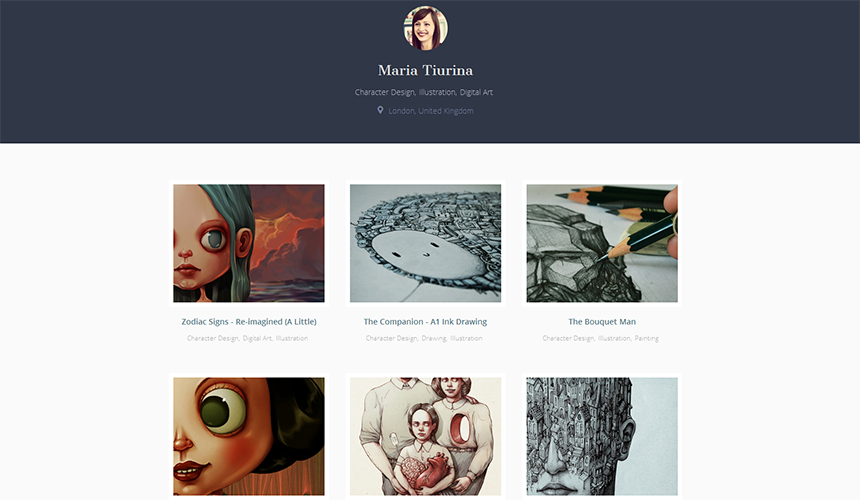 Maria Tiurina
Character Design, Illustration, Digital Art
London, United Kingdom
Zodiac Signs - Re-imagined (A Little)
The Companion - A1 Ink Drawing
The Bouquet Man
Character Design, Digital Art, Illustration
Character Design, Drawing, Illustration
Character Design, Illustration, Painting